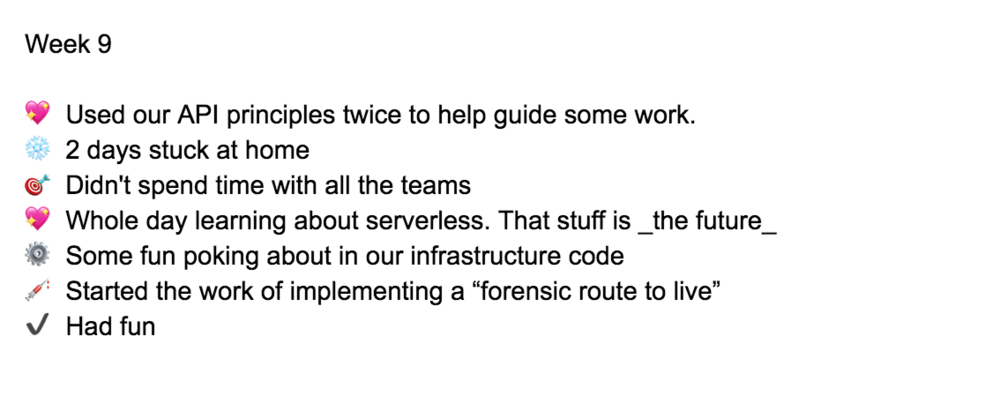 Week 9
💖 Used our API principles twice to help guide some work.
❄️ 2 days stuck at home
🎯 Didn't spend time with all the teams
💖 Whole day learning about serverless. That stuff is _the future_
⚙️ Some fun poking about in our infrastructure code
💉 Started the work of implementing a “forensic route to live”
✔️ Had fun